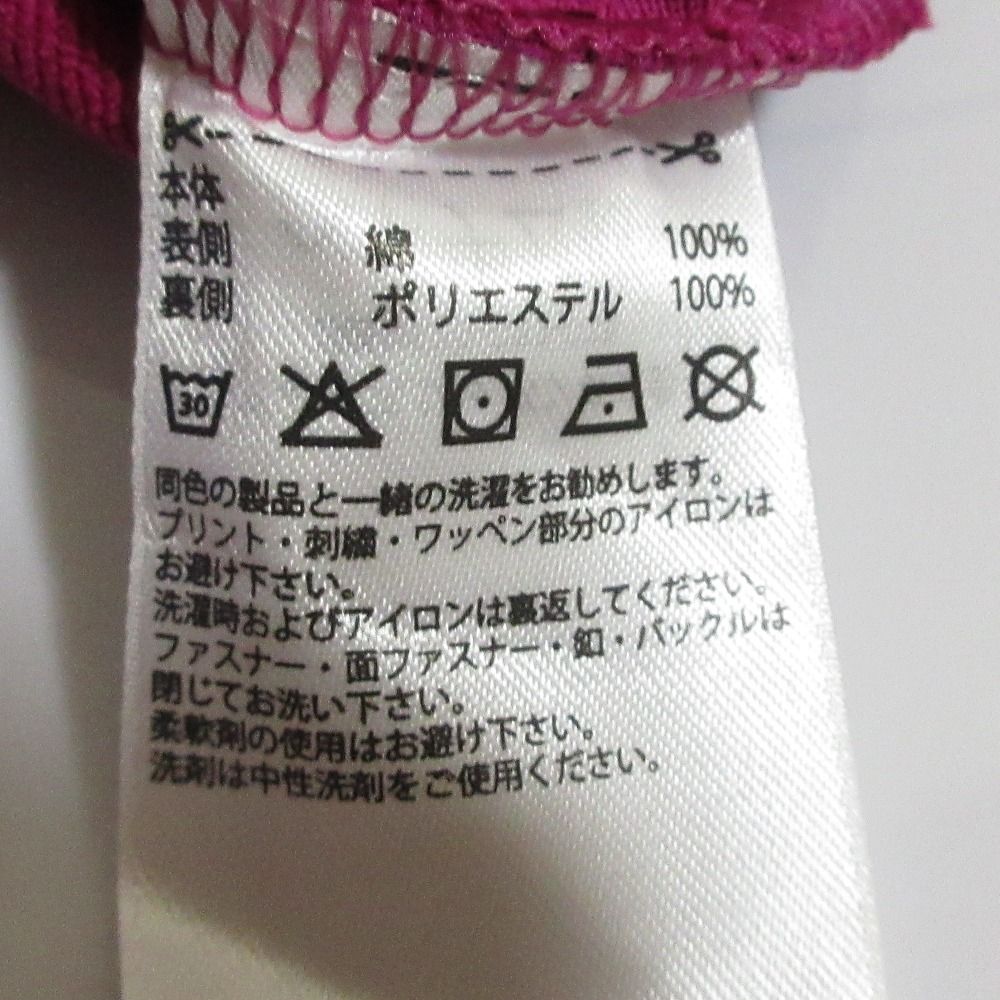 本体
表側 綿 100%
裏側 ポリエステル 100%
30
同色の製品と一緒の洗濯をお勧めします。
プリント・刺繍・ワッペン部分のアイロンは
お避け下さい。
洗濯時およびアイロンは裏返してください。
ファスナー・面ファスナー・釦・バックルは
閉じてお洗い下さい。
柔軟剤の使用はお避け下さい。
洗剤は中性洗剤をご使用ください。